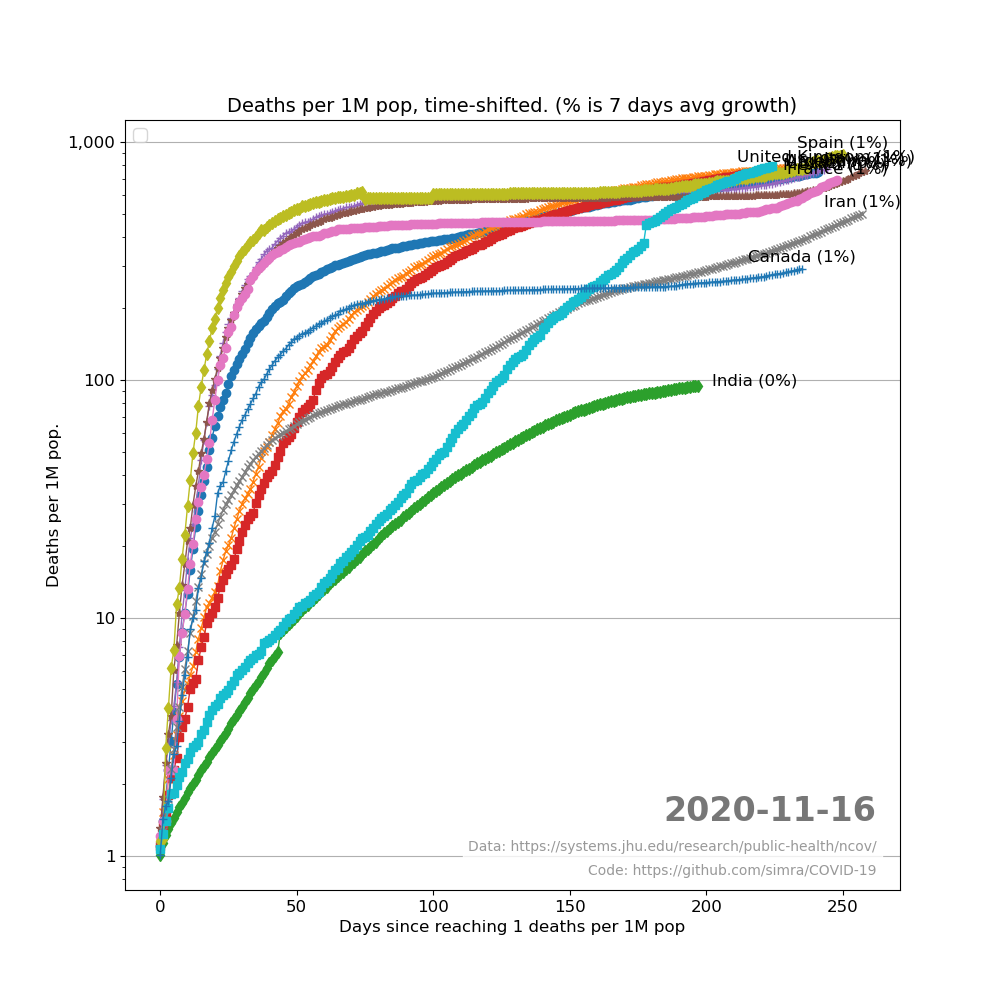 Deaths per 1M pop, time-shifted. (% is 7 days avg growth)
Deaths per 1M pop.
1,000
100
10
1
Spain (1%)
United Kingdom (1%)
France (1%)
Iran (1%)
Canada (1%)
India (0%)
2020-11-16
Data: https://systems.jhu.edu/research/public-health/ncov/
Code: https://github.com/simra/COVID-19
0 50 100 150 200 250
Days since reaching 1 deaths per 1M pop